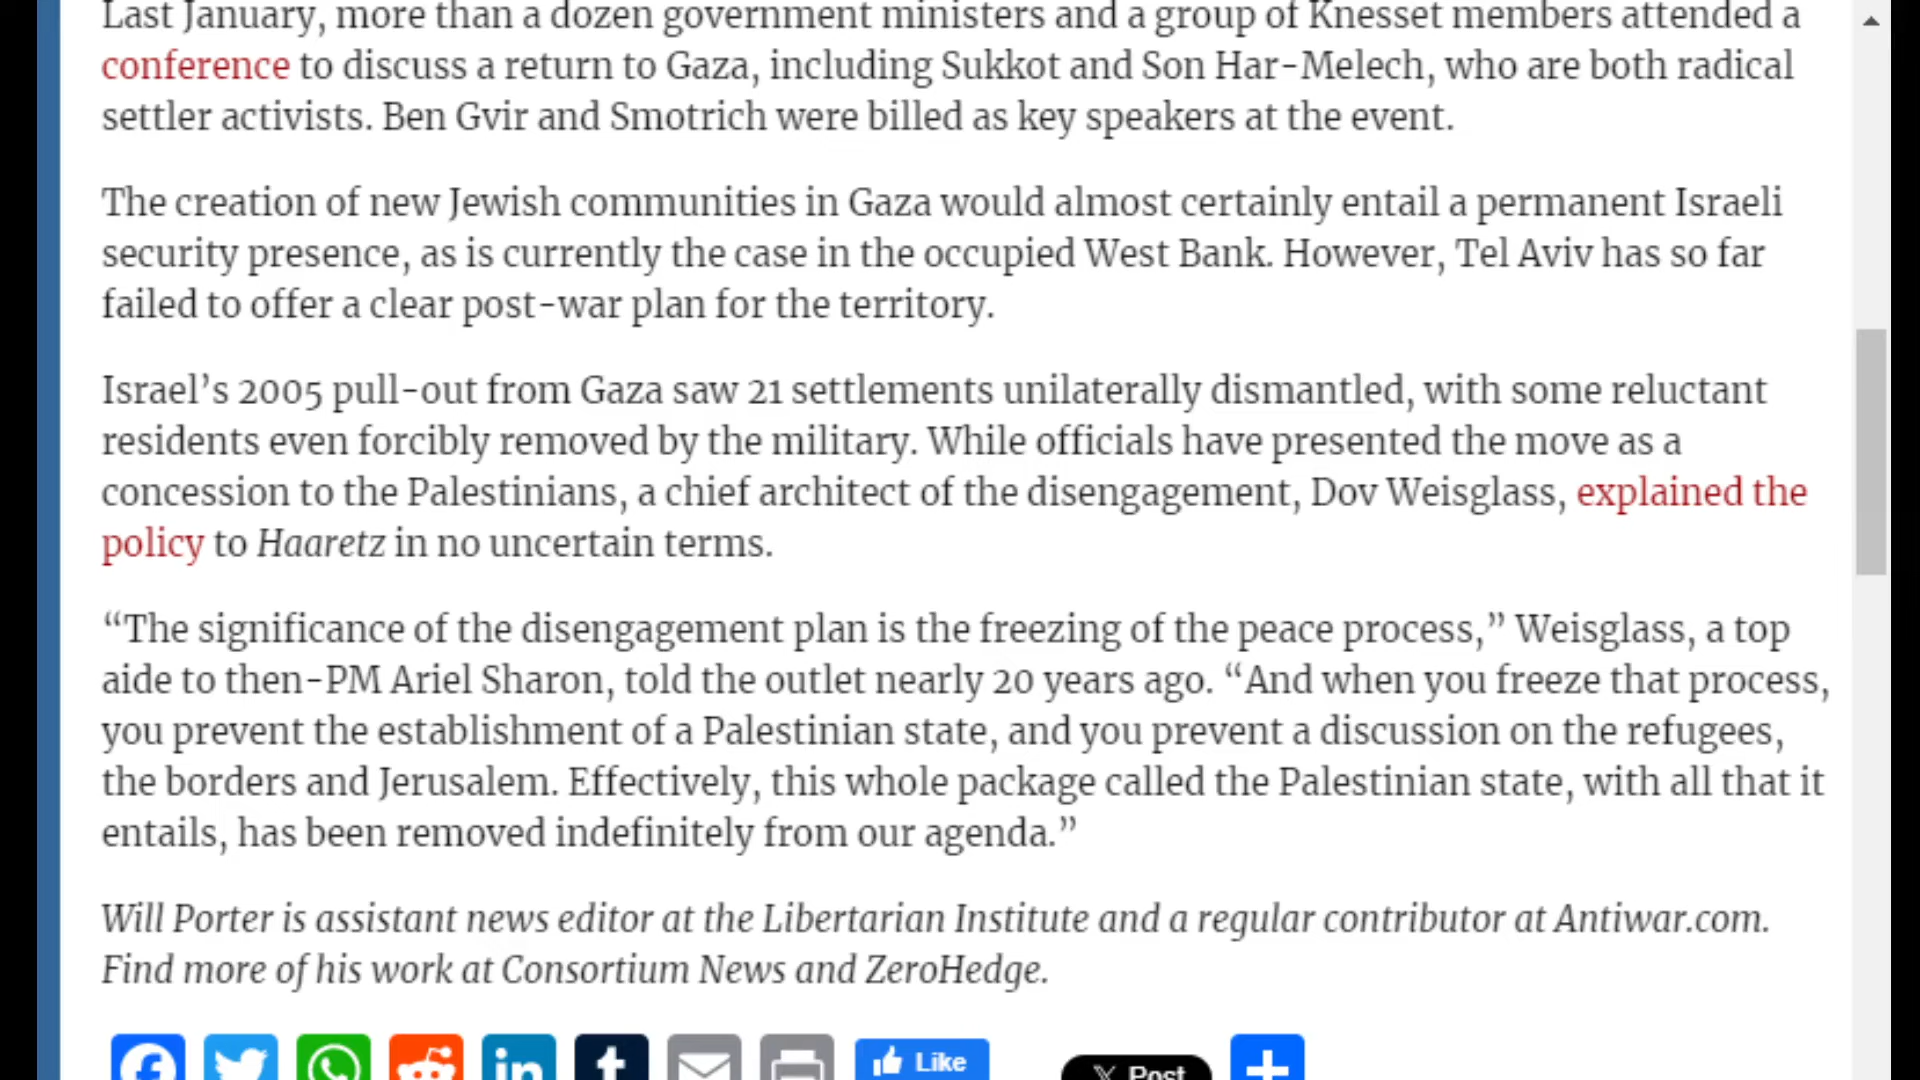 Last January, more than a dozen government ministers and a group of Knesset members attended a
conference to discuss a return to Gaza, including Sukkot and Son Har-Melech, who are both radical
settler activists. Ben Gvir and Smotrich were billed as key speakers at the event.
The creation of new Jewish communities in Gaza would almost certainly entail a permanent Israeli
security presence, as is currently the case in the occupied West Bank. However, Tel Aviv has so far
failed to offer a clear post-war plan for the territory.
Israel’s 2005 pull-out from Gaza saw 21 settlements unilaterally dismantled, with some reluctant
residents even forcibly removed by the military. While officials have presented the move as a
concession to the Palestinians, a chief architect of the disengagement, Dov Weisglass, explained the
policy to Haaretz in no uncertain terms.
“The significance of the disengagement plan is the freezing of the peace process,” Weisglass, a top
aide to then-PM Ariel Sharon, told the outlet nearly 20 years ago. “And when you freeze that process,
you prevent the establishment of a Palestinian state, and you prevent a discussion on the refugees,
the borders and Jerusalem. Effectively, this whole package called the Palestinian state, with all that it
entails, has been removed indefinitely from our agenda.”
Will Porter is assistant news editor at the Libertarian Institute and a regular contributor at Antiwar.com.
Find more of his work at Consortium News and ZeroHedge.
Like
Post